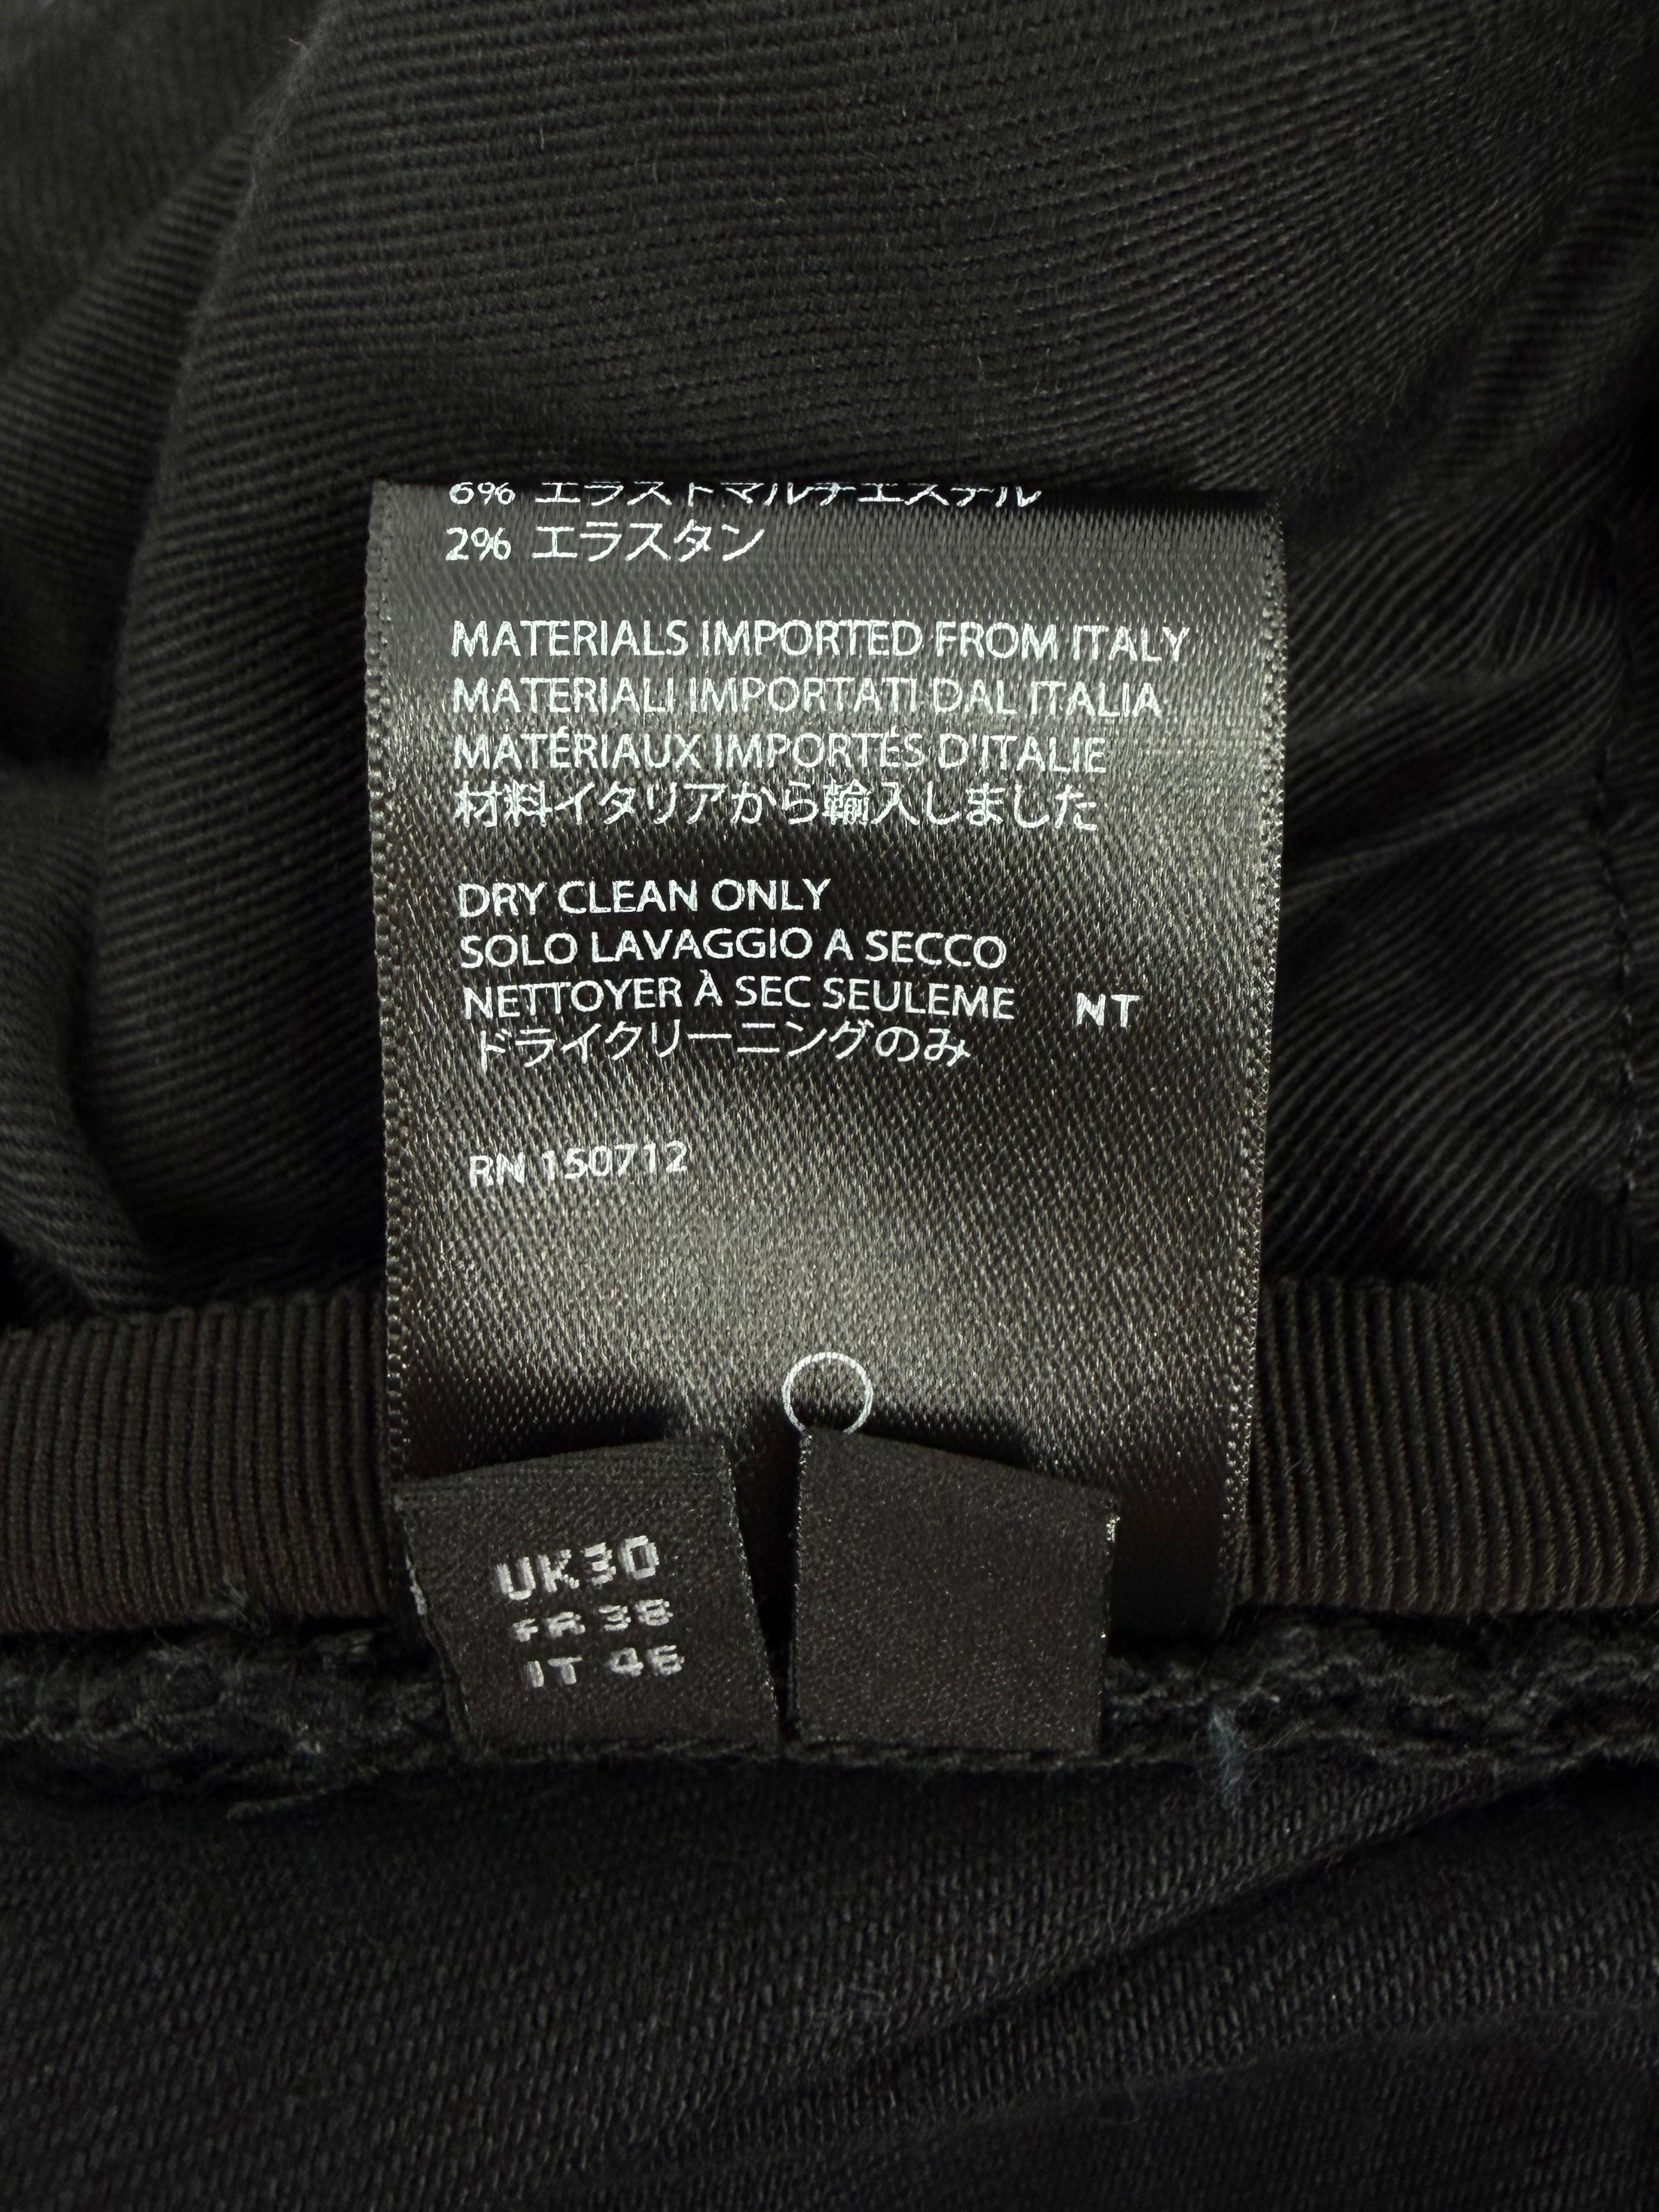 6% エラストマルチエステル
2% エラスタン
MATERIALS IMPORTED FROM ITALY
MATERIALI IMPORTATI DAL ITALIA
MATÉRIAUX IMPORTÉS D'ITALIE
材料イタリアから輸入しました
DRY CLEAN ONLY
SOLO LAVAGGIO A SECCO
NETTOYER À SEC SEULEME NT
ドライクリーニングのみ
RN 150712
UK30
FR 38
IT 46